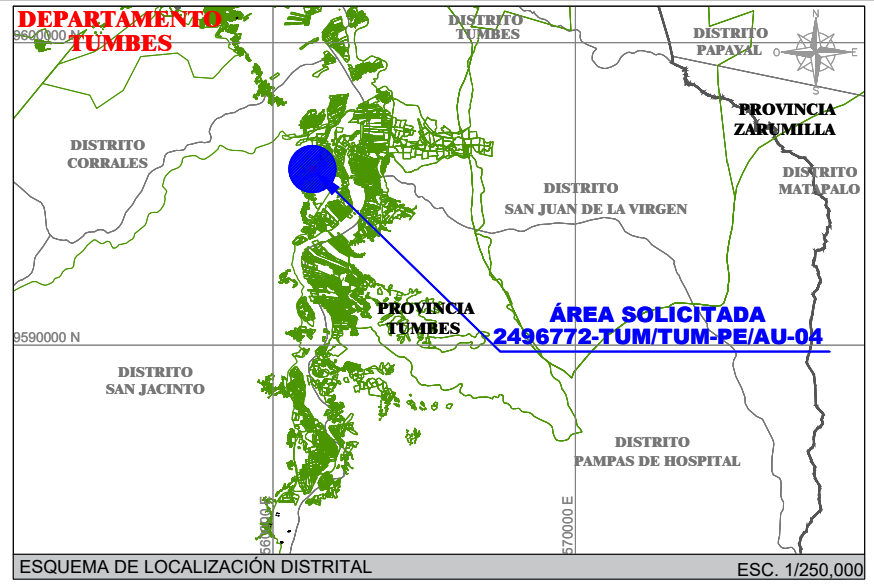 DEPARTAMENTO
TUMBES
9600000 N
DISTRITO
TUMBES
DISTRITO
PAPAYAL
N
O
E
S
PROVINCIA
ZARUMILLA
DISTRITO
CORRALES
DISTRITO
MATAPALO
DISTRITO
SAN JUAN DE LA VIRGEN
PROVINCIA
TUMBES
ÁREA SOLICITADA
2496772-TUM/TUM-PE/AU-04
9590000 N
DISTRITO
SAN JACINTO
DISTRITO
PAMPAS DE HOSPITAL
560000 E
570000 E
ESQUEMA DE LOCALIZACIÓN DISTRITAL
ESC. 1/250,000